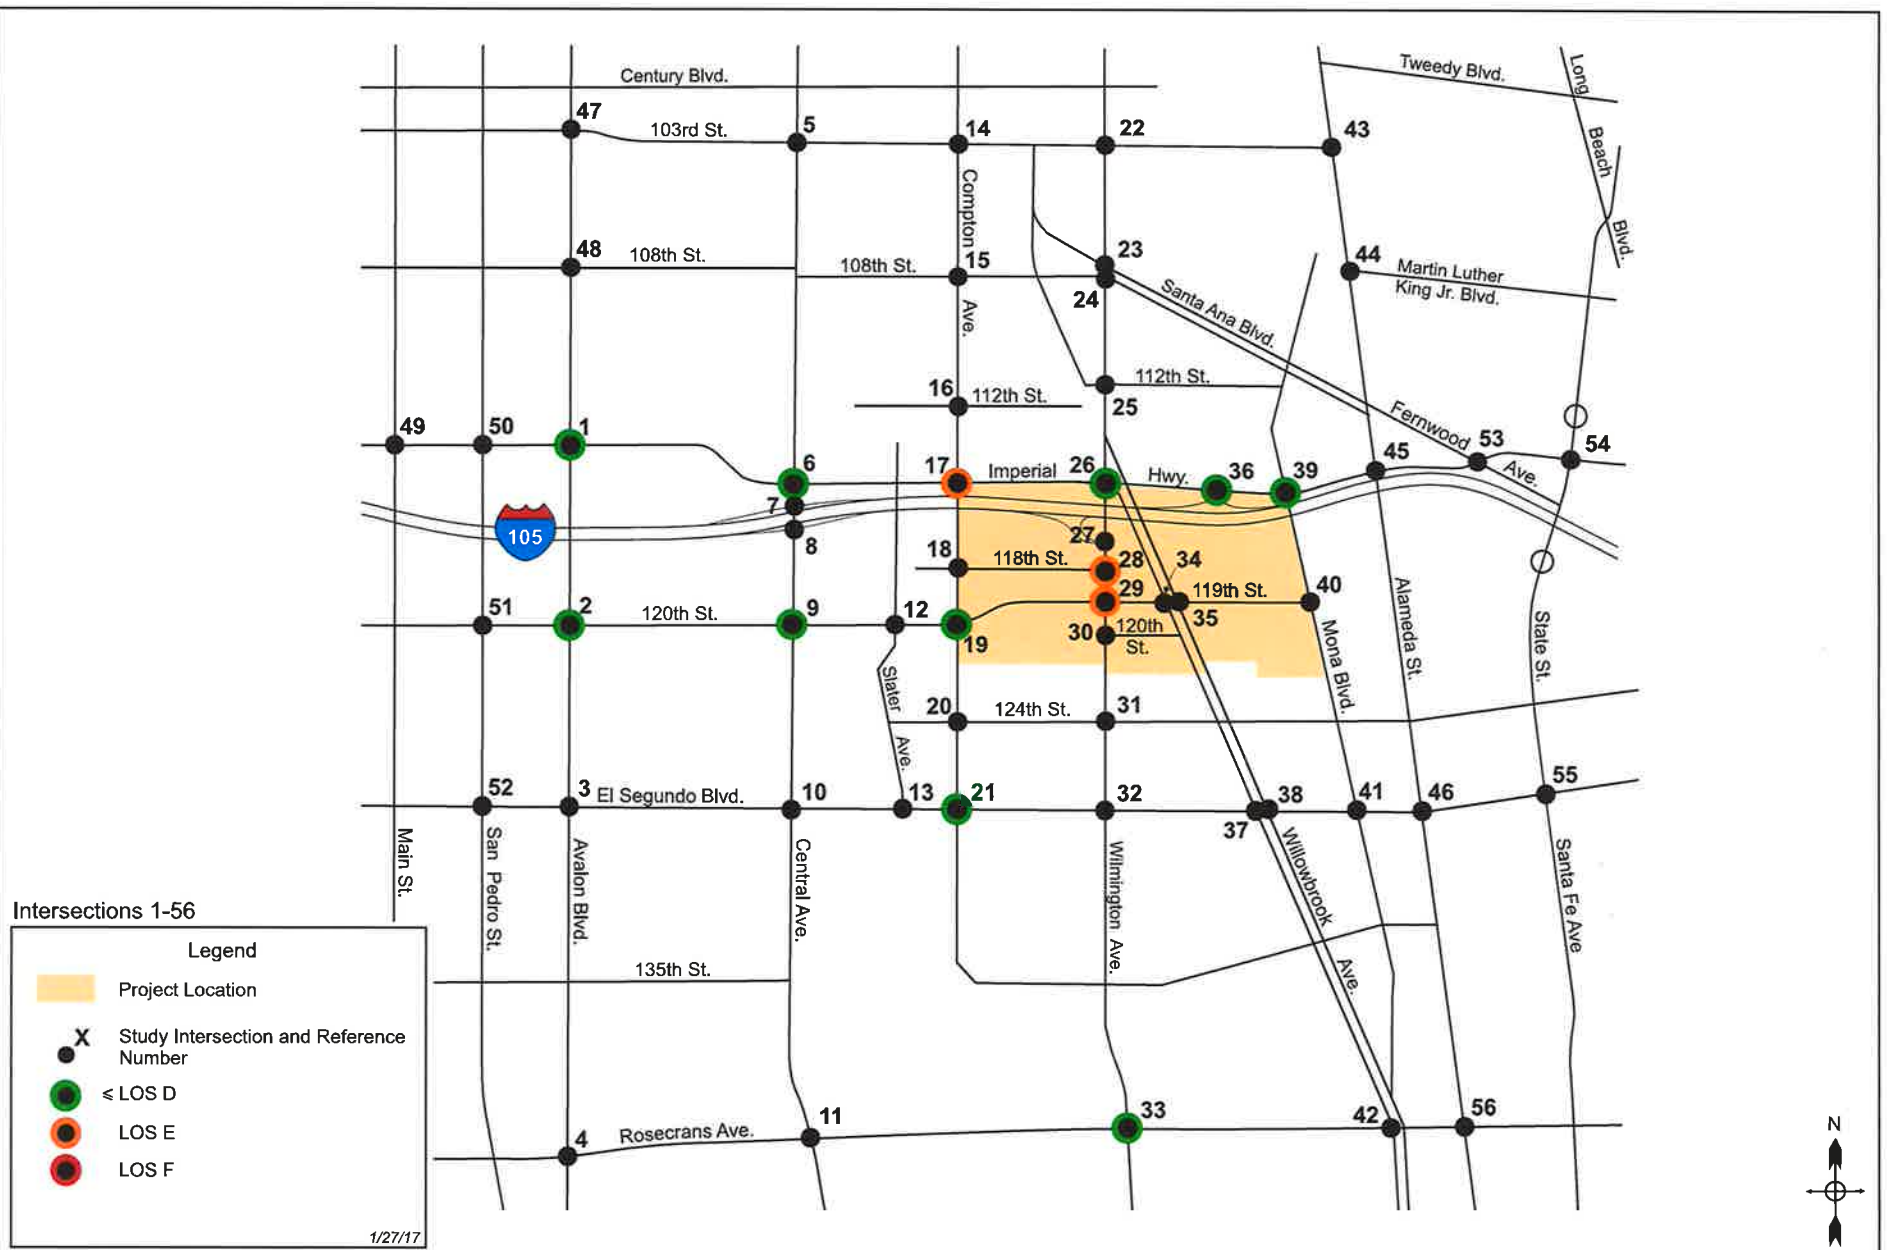 Century Blvd.
Tweedy Blvd.
Long
Beach
Blvd.
47
103rd St.
5
14
22
43
Compton
Ave.
48
108th St.
108th St.
15
23
24
Santa Ana Blvd.
44
Martin Luther
King Jr. Blvd.
16
112th St.
112th St.
25
49
50
1
6
17
Imperial
26
Hwy.
36
39
45
Fernwood
Ave.
53
54
7
8
105
27
18
118th St.
28
34
29
119th St.
40
35
51
2
120th St.
9
12
19
30
120th
St.
Slater
Ave.
Mona Blvd.
Alameda St.
State St.
20
124th St.
31
52
3
El Segundo Blvd.
10
13
21
32
37
38
41
46
55
Main St.
San Pedro St.
Avalon Blvd.
Central Ave.
Wilmington Ave.
Willowbrook
Ave.
Santa Fe Ave
135th St.
4
Rosecrans Ave.
11
33
42
56
Intersections 1-56
Legend
Project Location
X
Study Intersection and Reference
Number
≤ LOS D
LOS E
LOS F
1/27/17
N